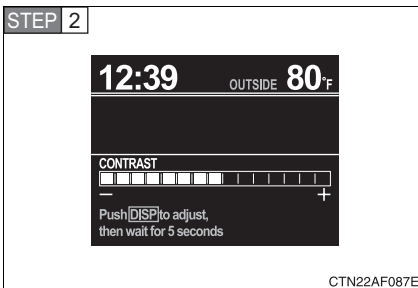 STEP 2
12:39 OUTSIDE 80°F
CONTRAST
− +
Push DISP to adjust,
then wait for 5 seconds
CTN22AF087E